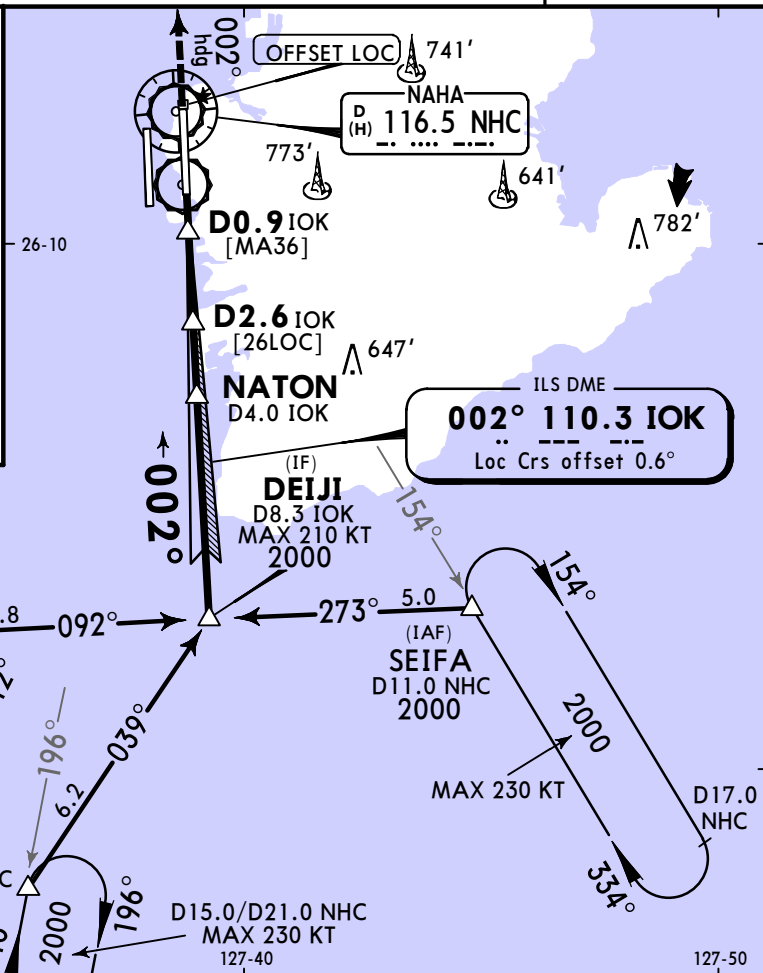 002°
hdg
OFFSET LOC
741'
NAHA
D
(H)
116.5 NHC
773'
641'
D0.9 IOK
[MA36]
782'
26-10
D2.6 IOK
[26LOC]
647'
NATON
D4.0 IOK
ILS DME
002° 110.3 IOK
Loc Crs offset 0.6°
002°
(IF)
DEIJI
D8.3 IOK
MAX 210 KT
2000
154°
154°
.8
092°
273°
5.0
(IAF)
SEIFA
D11.0 NHC
2000
2°
039°
196°
6.2
2000
MAX 230 KT
D17.0
NHC
334°
C
196°
2000
D15.0/D21.0 NHC
MAX 230 KT
127-40
127-50